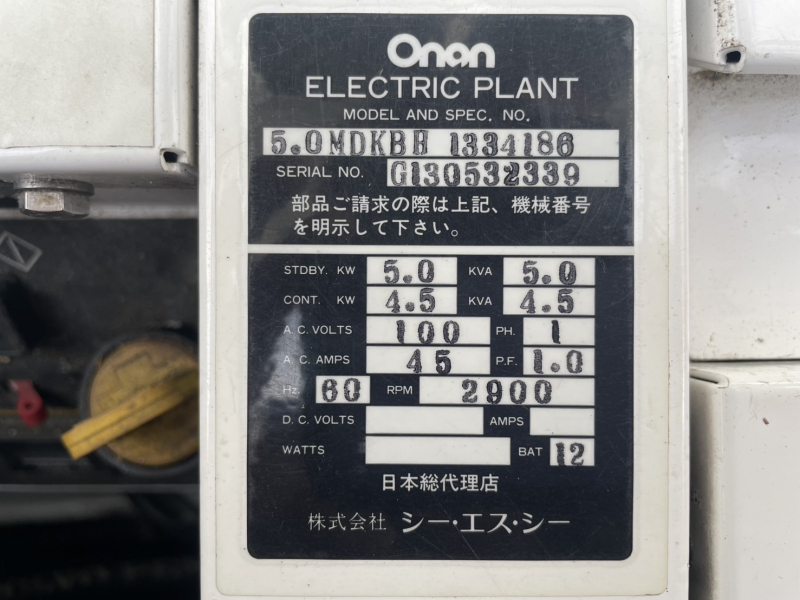 Onan
ELECTRIC PLANT
MODEL AND SPEC. NO.
5.0MDKBH 1334186
SERIAL NO. G130532339
部品ご請求の際は上記、機械番号
を明示して下さい。
STDBY. KW 5.0 KVA 5.0
CONT. KW 4.5 KVA 4.5
A.C. VOLTS 100 PH. 1
A.C. AMPS 45 P.F. 1.0
Hz 60 RPM 2900
D.C. VOLTS AMPS
WATTS BAT 12
日本総代理店
株式会社 シー・エス・シー